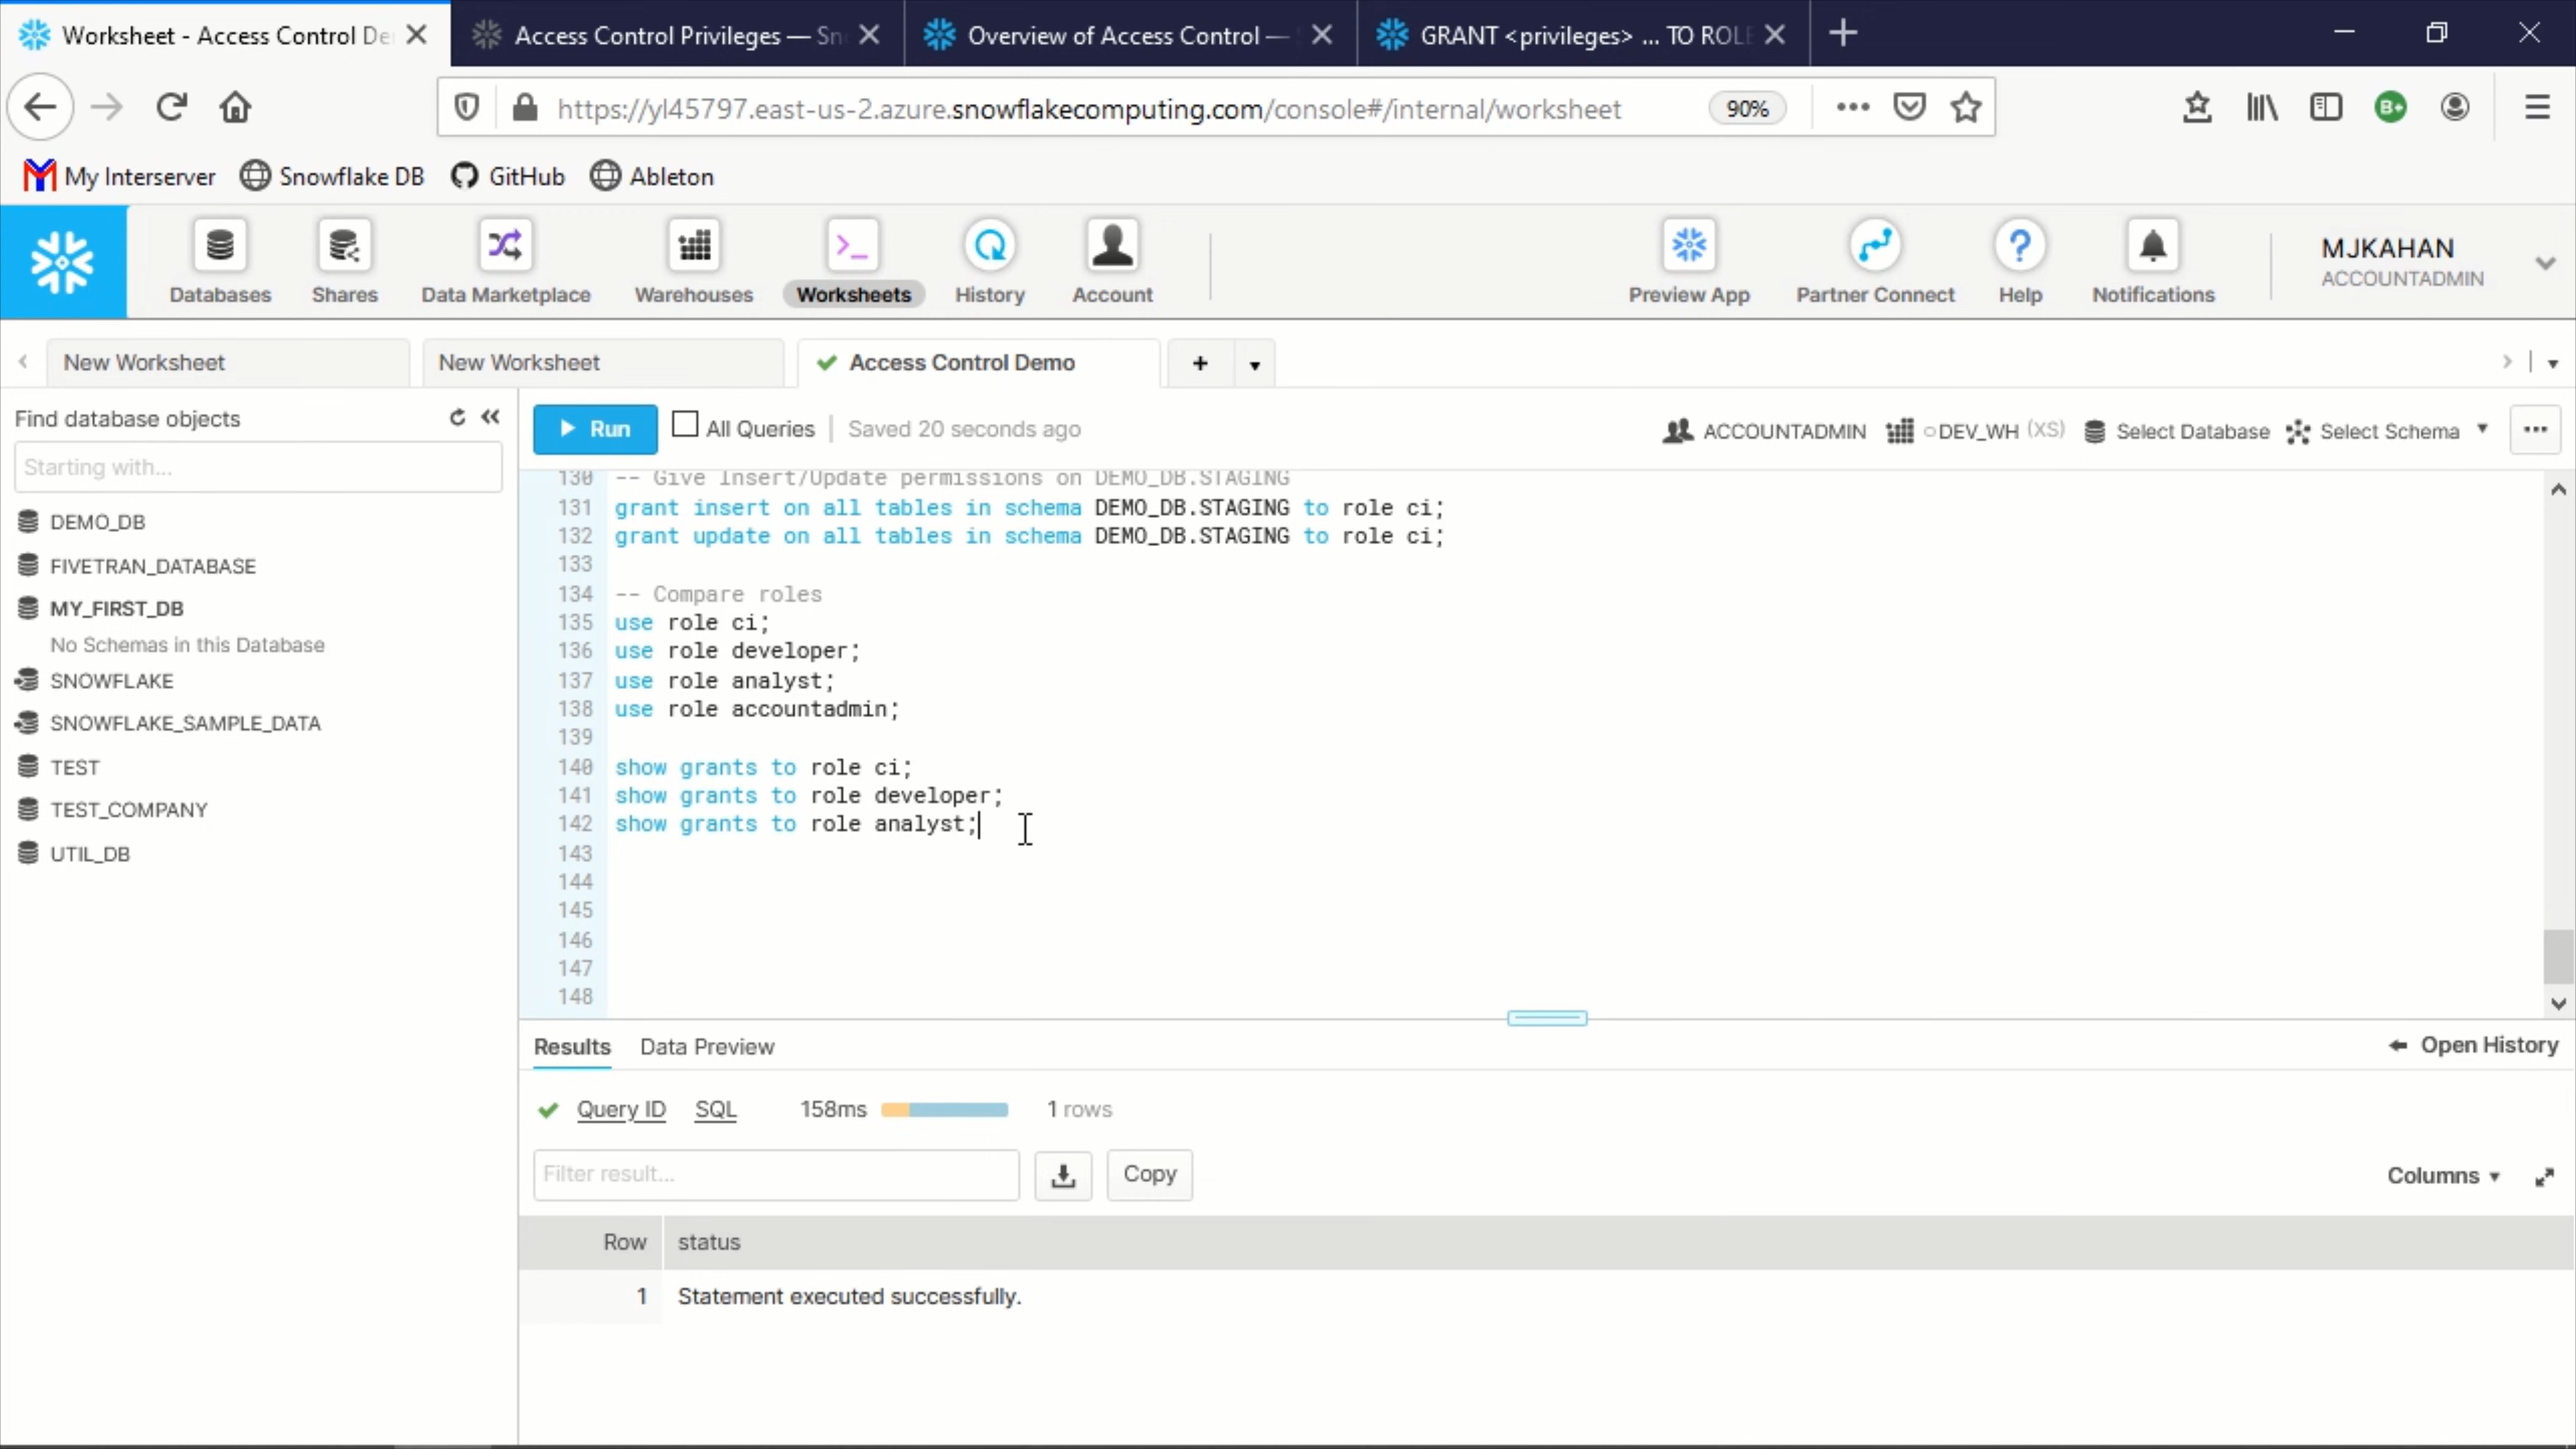 Worksheet - Access Control De
Access Control Privileges — Sn
Overview of Access Control —
GRANT <privileges> … TO ROLE
https://yl45797.east-us-2.azure.snowflakecomputing.com/console#/internal/worksheet
90%
B+
My Interserver
Snowflake DB
GitHub
Ableton
Databases
Shares
Data Marketplace
Warehouses
Worksheets
History
Account
Preview App
Partner Connect
Help
Notifications
MJKAHAN
ACCOUNTADMIN
New Worksheet
New Worksheet
Access Control Demo
Find database objects
Starting with...
DEMO_DB
FIVETRAN_DATABASE
MY_FIRST_DB
No Schemas in this Database
SNOWFLAKE
SNOWFLAKE_SAMPLE_DATA
TEST
TEST_COMPANY
UTIL_DB
Run
All Queries
Saved 20 seconds ago
ACCOUNTADMIN
DEV_WH (XS)
Select Database
Select Schema
130 -- Give Insert/Update permissions on DEMO_DB.STAGING
131 grant insert on all tables in schema DEMO_DB.STAGING to role ci;
132 grant update on all tables in schema DEMO_DB.STAGING to role ci;
133
134 -- Compare roles
135 use role ci;
136 use role developer;
137 use role analyst;
138 use role accountadmin;
139
140 show grants to role ci;
141 show grants to role developer;
142 show grants to role analyst;
143
144
145
146
147
148
Results
Data Preview
Open History
Query ID
SQL
158ms
1 rows
Filter result...
Copy
Columns
Row status
1 Statement executed successfully.